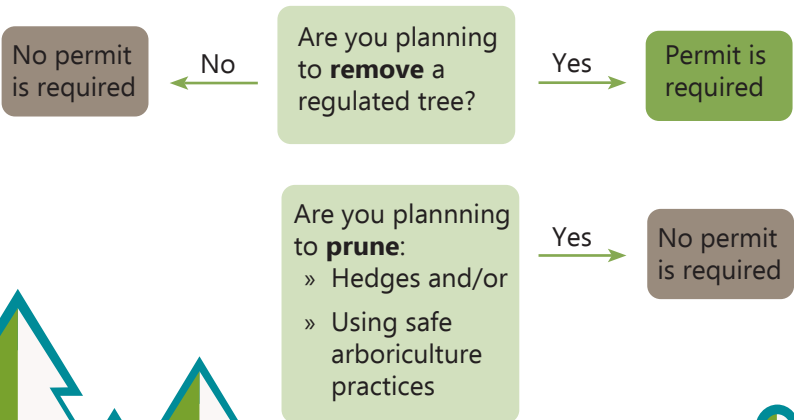 No permit
is required
No
Are you planning
to remove a
regulated tree?
Yes
Permit is
required
Are you plannning
to prune:
» Hedges and/or
» Using safe
arboriculture
practices
Yes
No permit
is required